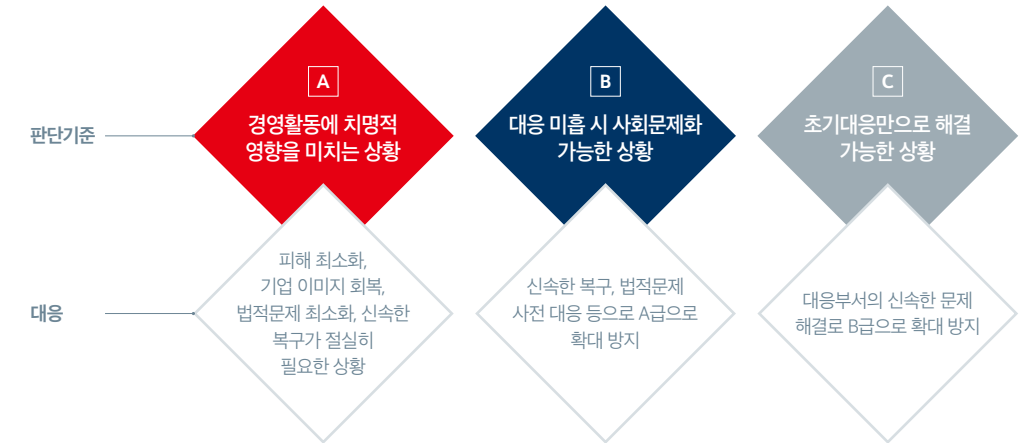 판단기준
A
경영활동에 치명적
영향을 미치는 상황
B
대응 미흡 시 사회문제화
가능한 상황
C
초기대응만으로 해결
가능한 상황
대응
피해 최소화,
기업 이미지 회복,
법적문제 최소화, 신속한
복구가 절실히
필요한 상황
신속한 복구, 법적문제
사전 대응 등으로 A급으로
확대 방지
대응부서의 신속한 문제
해결로 B급으로 확대 방지